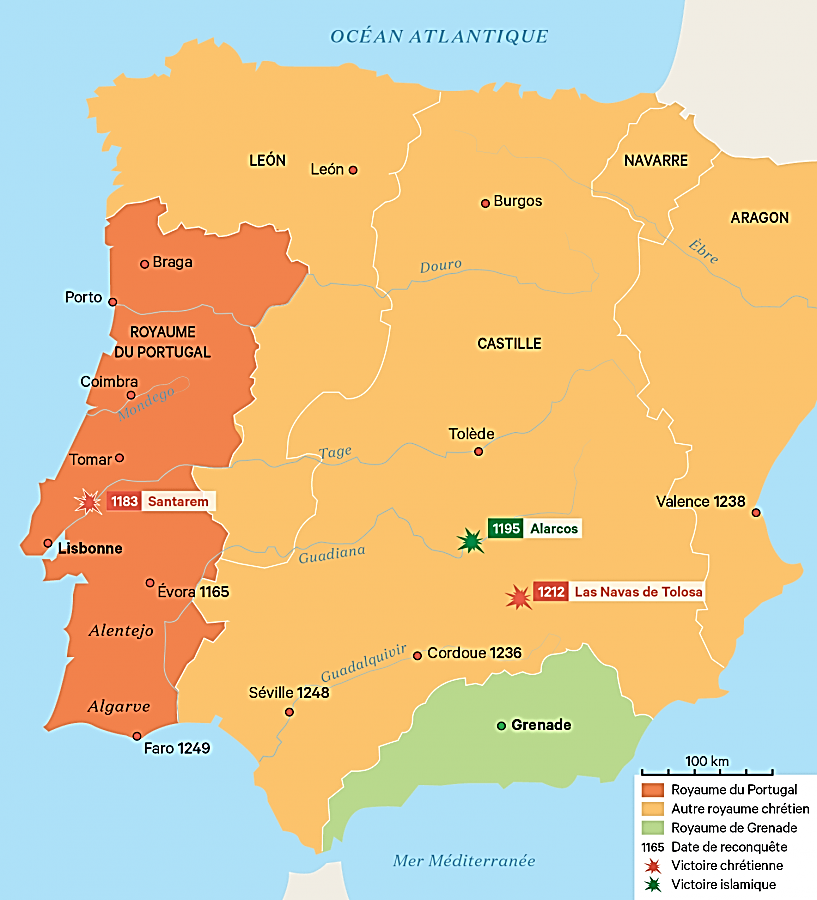 OCÉAN ATLANTIQUE
LEÓN
León
NAVARRE
Burgos
ARAGON
Èbre
Braga
Douro
Porto
ROYAUME
DU PORTUGAL
CASTILLE
Coimbra
Mondego
Tolède
Tage
Tomar
1183 Santarem
Valence 1238
1195 Alarcos
Lisbonne
Guadiana
Évora 1165
1212 Las Navas de Tolosa
Alentejo
Guadalquivir
Cordoue 1236
Séville 1248
Algarve
Grenade
Faro 1249
100 km
Royaume du Portugal
Autre royaume chrétien
Royaume de Grenade
1165 Date de reconquête
Victoire chrétienne
Victoire islamique
Mer Méditerranée